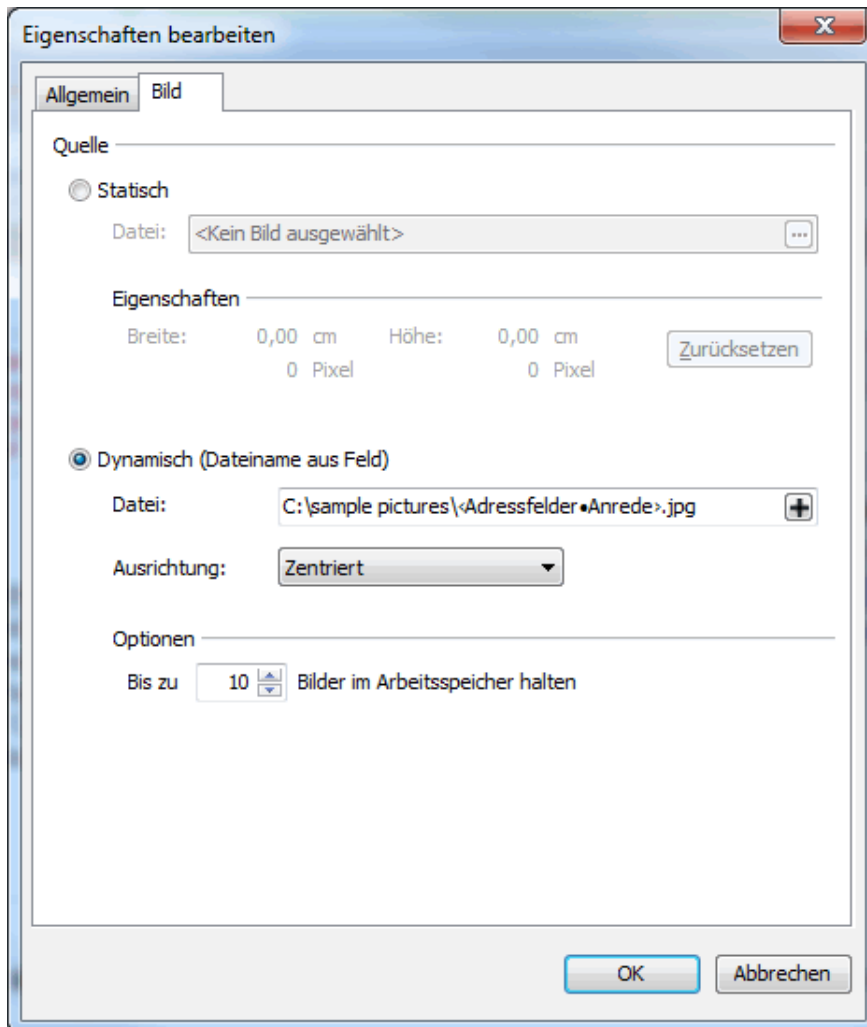 Eigenschaften bearbeiten
Allgemein Bild
Quelle
Statisch
Datei: <Kein Bild ausgewählt> ...
Eigenschaften
Breite: 0,00 cm Höhe: 0,00 cm
Zurücksetzen
0 Pixel 0 Pixel
Dynamisch (Dateiname aus Feld)
Datei: C:\sample pictures\‹Adressfelder•Anrede›.jpg
Ausrichtung: Zentriert
Optionen
Bis zu 10 Bilder im Arbeitsspeicher halten
OK Abbrechen